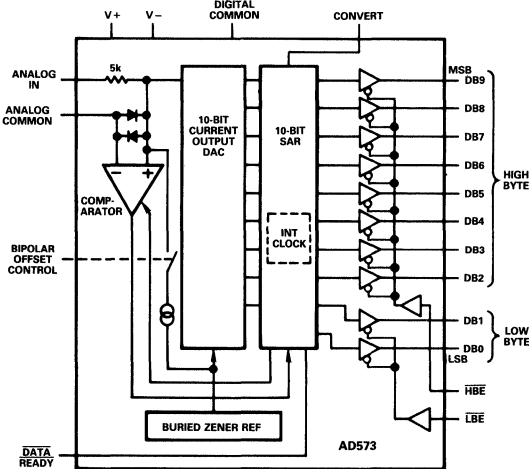 V+
V–
DIGITAL
COMMON
CONVERT
ANALOG
IN
5k
ANALOG
COMMON
10-BIT
CURRENT
OUTPUT
DAC
10-BIT
SAR
INT
CLOCK
–
+
COMP-
ARATOR
BIPOLAR
OFFSET
CONTROL
MSB
DB9
DB8
DB7
DB6
DB5
DB4
DB3
DB2
HIGH
BYTE
DB1
DB0
LSB
LOW
BYTE
HBE
LBE
BURIED ZENER REF
AD573
DATA
READY